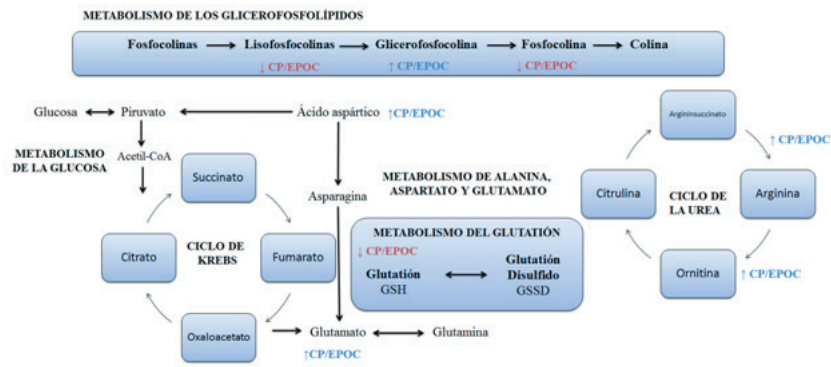 METABOLISMO DE LOS GLICEROFOSFOLÍPIDOS
Fosfocolinas Lisofosfocolinas Glicerofosfocolina Fosfocolina Colina
↓ CP/EPOC ↑ CP/EPOC ↓ CP/EPOC
Glucosa Piruvato Ácido aspártico ↑CP/EPOC
METABOLISMO
DE LA GLUCOSA
Acetil-CoA
Succinato
Citrato
CICLO DE
KREBS
Fumarato
Oxaloacetato
Asparagina
METABOLISMO DE ALANINA,
ASPARTATO Y GLUTAMATO
METABOLISMO DEL GLUTATIÓN
↓ CP/EPOC
Glutatión
GSH
Glutatión
Disulfido
GSSD
Glutamato Glutamina
↑CP/EPOC
Argininsuccinato
↑ CP/EPOC
Citrulina
CICLO DE
LA UREA
Arginina
Ornitina ↑ CP/EPOC